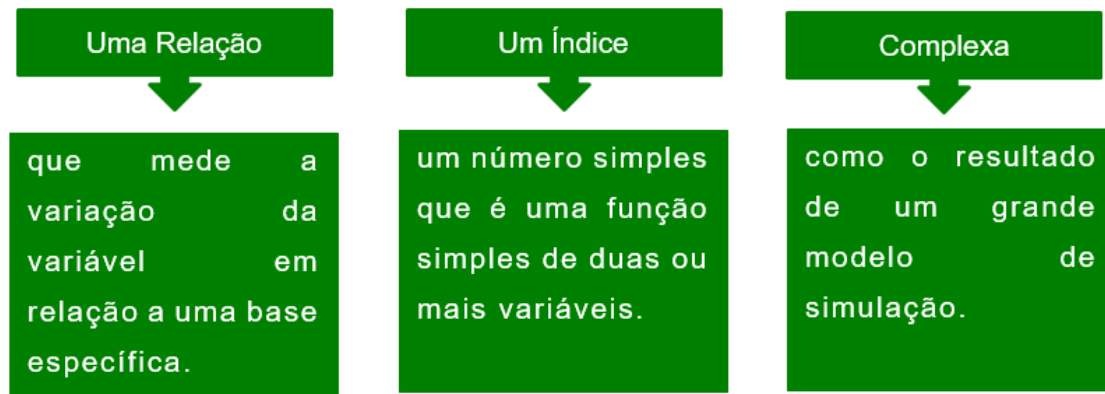 Uma Relação
que mede a
variação da
variável em
relação a uma base
específica.
Um Índice
um número simples
que é uma função
simples de duas ou
mais variáveis.
Complexa
como o resultado
de um grande
modelo de
simulação.